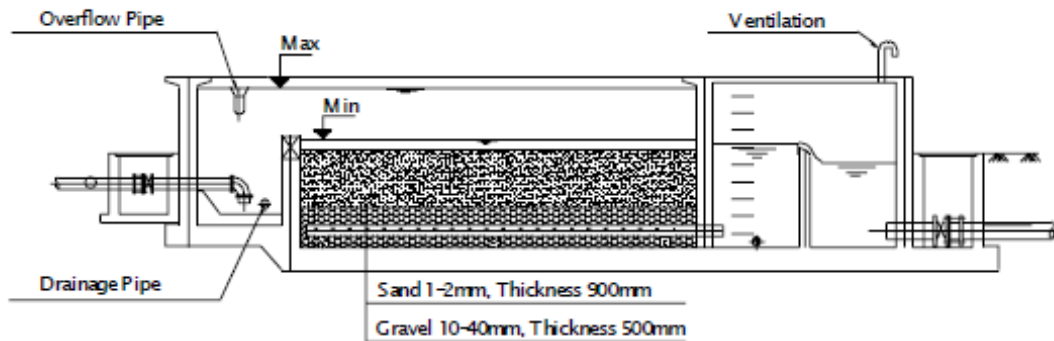 Overflow Pipe
Ventilation
Max
Min
Drainage Pipe
Sand 1-2mm, Thickness 900mm
Gravel 10-40mm, Thickness 500mm